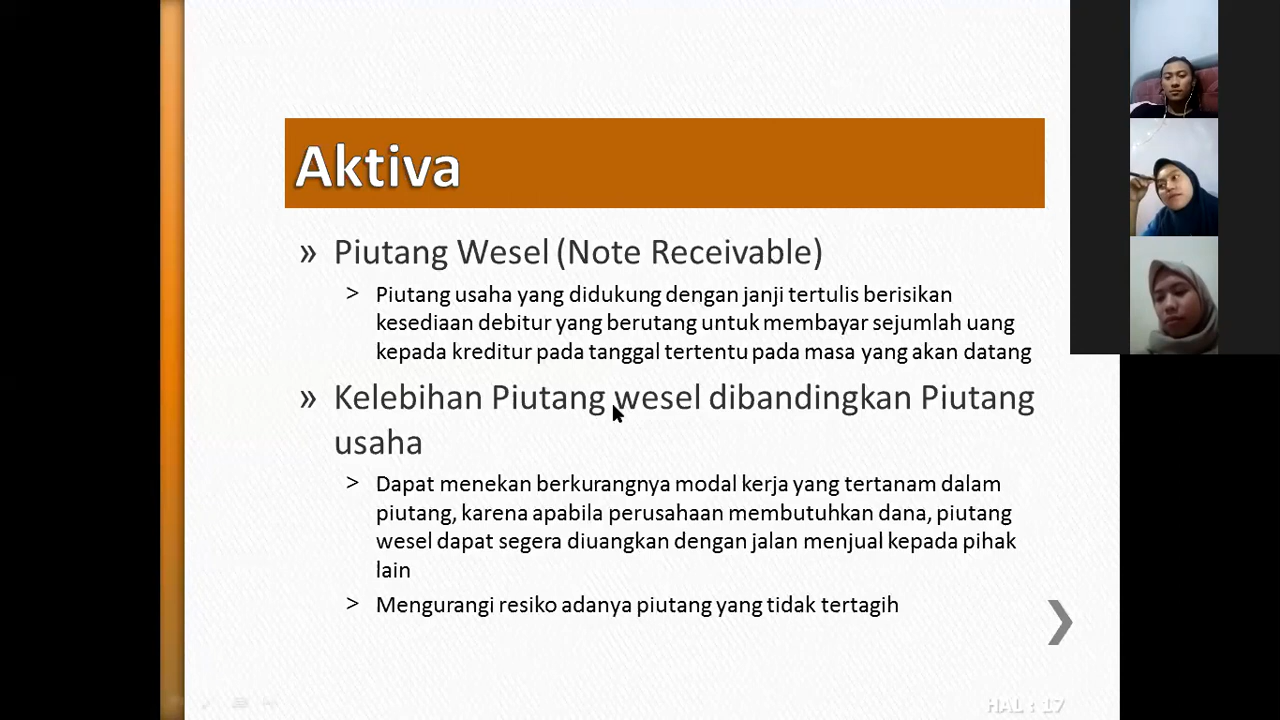 Aktiva
» Piutang Wesel (Note Receivable)
> Piutang usaha yang didukung dengan janji tertulis berisikan
kesediaan debitur yang berutang untuk membayar sejumlah uang
kepada kreditur pada tanggal tertentu pada masa yang akan datang
» Kelebihan Piutang wesel dibandingkan Piutang
usaha
> Dapat menekan berkurangnya modal kerja yang tertanam dalam
piutang, karena apabila perusahaan membutuhkan dana, piutang
wesel dapat segera diuangkan dengan jalan menjual kepada pihak
lain
> Mengurangi resiko adanya piutang yang tidak tertagih
HAL : 17